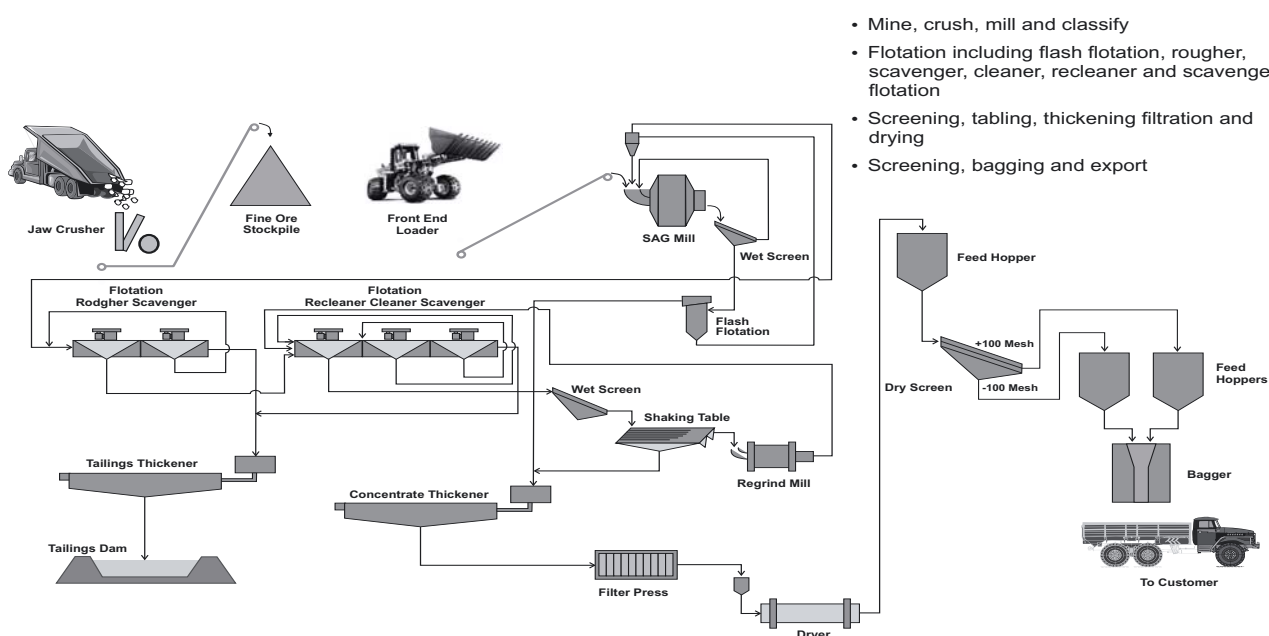 • Mine, crush, mill and classify
• Flotation including flash flotation, rougher,
scavenger, cleaner, recleaner and scavenge
flotation
• Screening, tabling, thickening filtration and
drying
• Screening, bagging and export
Jaw Crusher
Fine Ore
Stockpile
Front End
Loader
SAG Mill
Wet Screen
Feed Hopper
Flotation
Rodgher Scavenger
Flotation
Recleaner Cleaner Scavenger
Flash
Flotation
+100 Mesh
-100 Mesh
Dry Screen
Feed
Hoppers
Wet Screen
Shaking Table
Tailings Thickener
Concentrate Thickener
Regrind Mill
Bagger
Tailings Dam
Filter Press
To Customer
Dryer